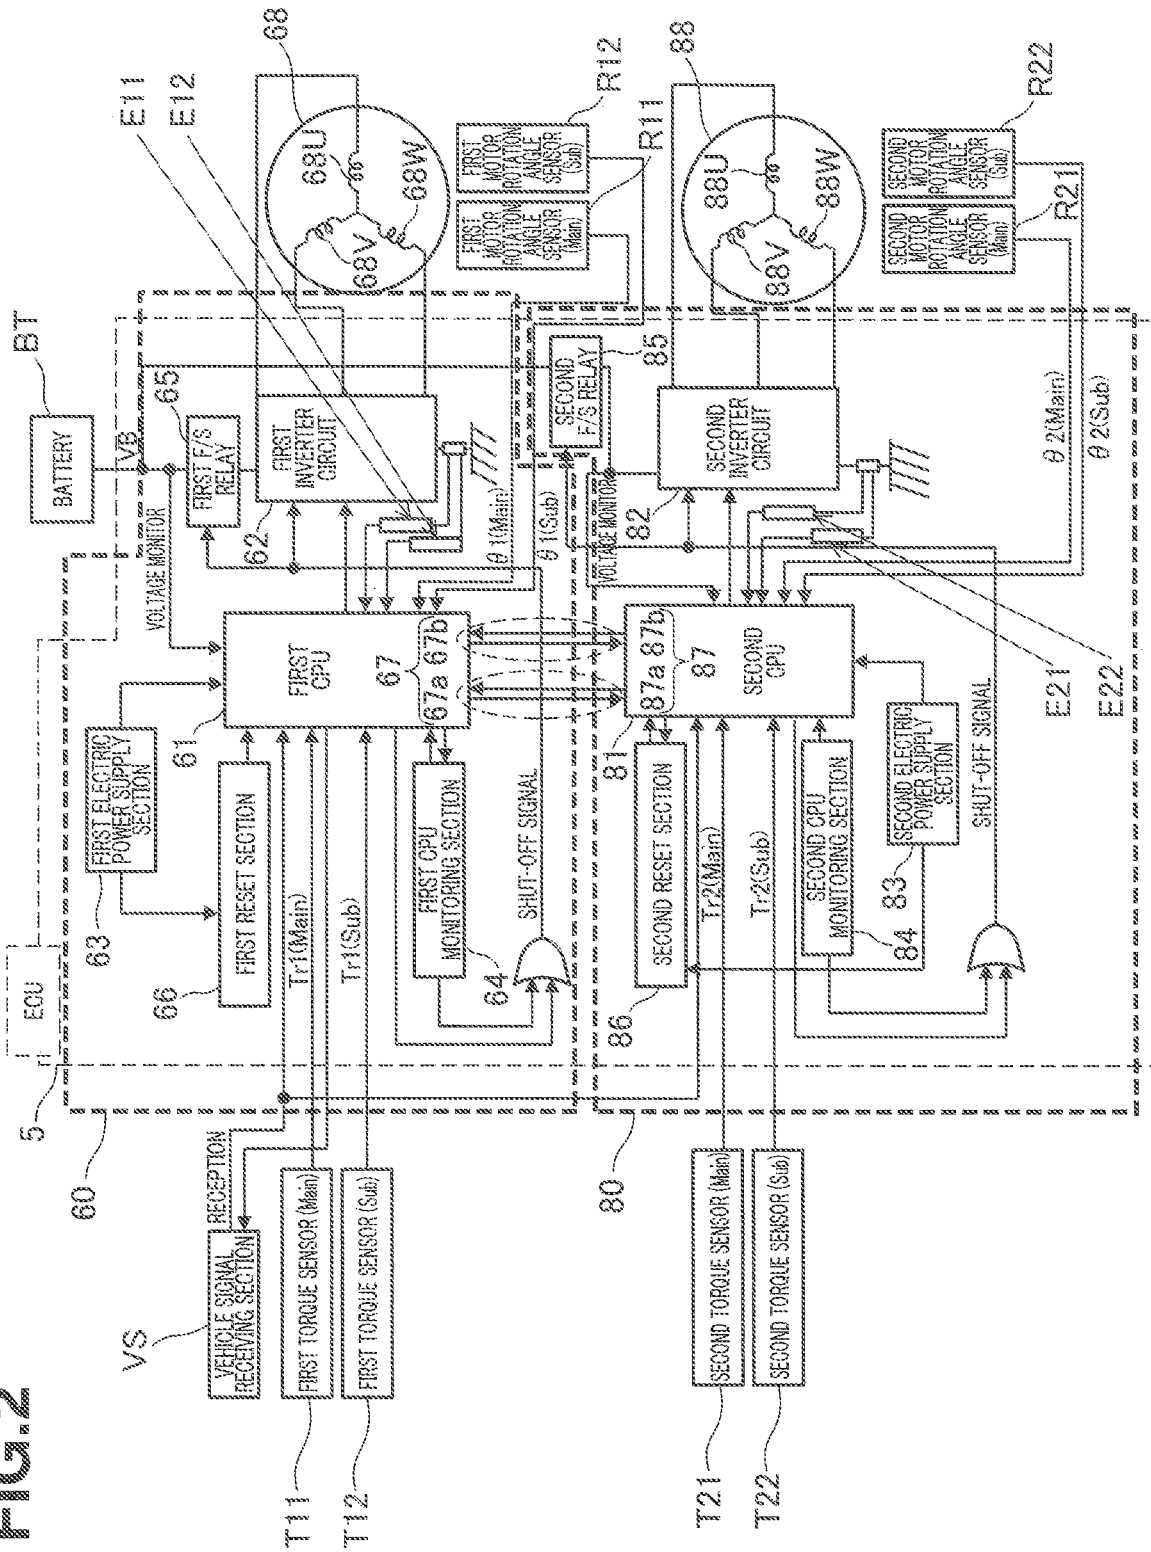 FIG.2
BT
BATTERY
VB
ECU
5
60
VS
VEHICLE SIGNAL
RECEIVING SECTION
RECEPTION
T11
FIRST TORQUE SENSOR (Main)
T12
FIRST TORQUE SENSOR (Sub)
Tr1(Main)
Tr1(Sub)
63
FIRST ELECTRIC
POWER SUPPLY
SECTION
66
FIRST RESET SECTION
64
FIRST CPU
MONITORING SECTION
SHUT-OFF SIGNAL
VOLTAGE MONITOR
61
FIRST
CPU
67
67a
67b
65
FIRST F/S
RELAY
62
FIRST
INVERTER
CIRCUIT
E11
E12
68
68U
68V
68W
FIRST
MOTOR
ROTATION
ANGLE
SENSOR
(Sub)
R12
FIRST
MOTOR
ROTATION
ANGLE
SENSOR
(Main)
R11
θ1(Main)
θ1(Sub)
80
T21
SECOND TORQUE SENSOR (Main)
T22
SECOND TORQUE SENSOR (Sub)
Tr2(Main)
Tr2(Sub)
86
SECOND RESET SECTION
84
SECOND CPU
MONITORING SECTION
83
SECOND ELECTRIC
POWER SUPPLY
SECTION
SHUT-OFF SIGNAL
VOLTAGE MONITOR
81
SECOND
CPU
87
87a
87b
85
SECOND
F/S RELAY
82
SECOND
INVERTER
CIRCUIT
E21
E22
88
88U
88V
88W
SECOND
MOTOR
ROTATION
ANGLE
SENSOR
(Sub)
R22
SECOND
MOTOR
ROTATION
ANGLE
SENSOR
(Main)
R21
θ2(Main)
θ2(Sub)